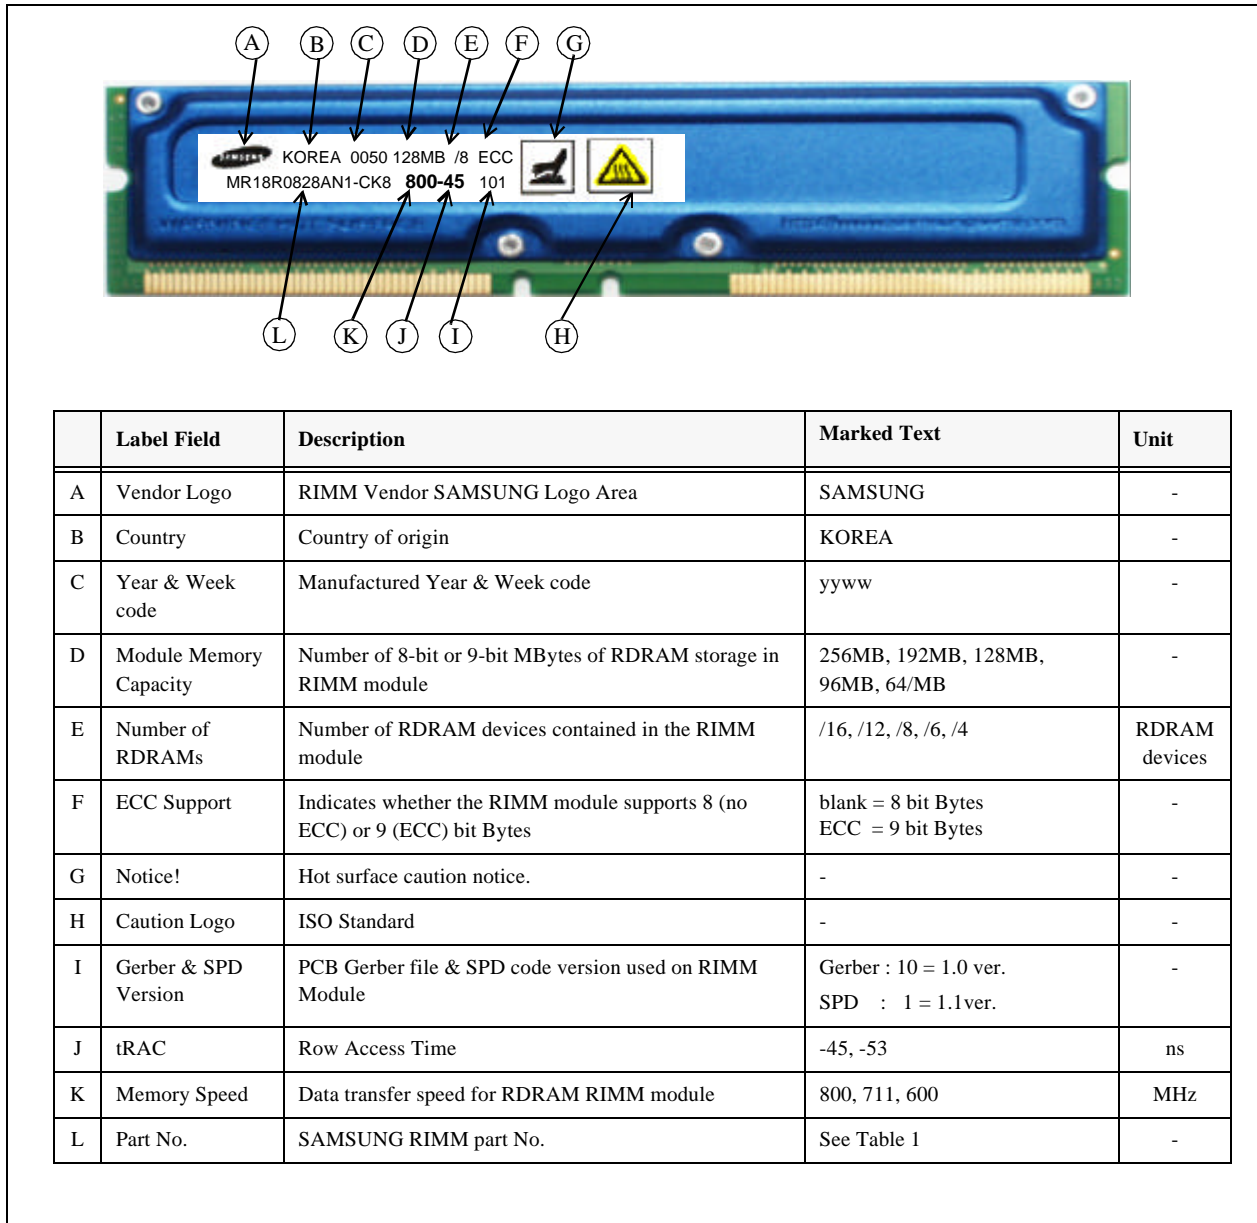 A B C D E F G
SAMSUNG KOREA 0050 128MB /8 ECC
MR18R0828AN1-CK8 800-45 101
L K J I H
Label Field Description Marked Text Unit
A Vendor Logo RIMM Vendor SAMSUNG Logo Area SAMSUNG -
B Country Country of origin KOREA -
C Year & Week code Manufactured Year & Week code yyww -
D Module Memory Capacity Number of 8-bit or 9-bit MBytes of RDRAM storage in RIMM module 256MB, 192MB, 128MB, 96MB, 64/MB -
E Number of RDRAMs Number of RDRAM devices contained in the RIMM module /16, /12, /8, /6, /4 RDRAM devices
F ECC Support Indicates whether the RIMM module supports 8 (no ECC) or 9 (ECC) bit Bytes blank = 8 bit Bytes ECC = 9 bit Bytes -
G Notice! Hot surface caution notice. - -
H Caution Logo ISO Standard - -
I Gerber & SPD Version PCB Gerber file & SPD code version used on RIMM Module Gerber : 10 = 1.0 ver. SPD : 1 = 1.1ver. -
J tRAC Row Access Time -45, -53 ns
K Memory Speed Data transfer speed for RDRAM RIMM module 800, 711, 600 MHz
L Part No. SAMSUNG RIMM part No. See Table 1 -